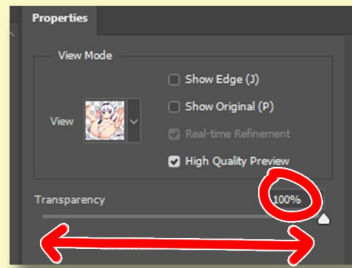 Properties
View Mode
Show Edge (J)
View
Show Original (P)
Real-time Refinement
High Quality Preview
Transparency
100%